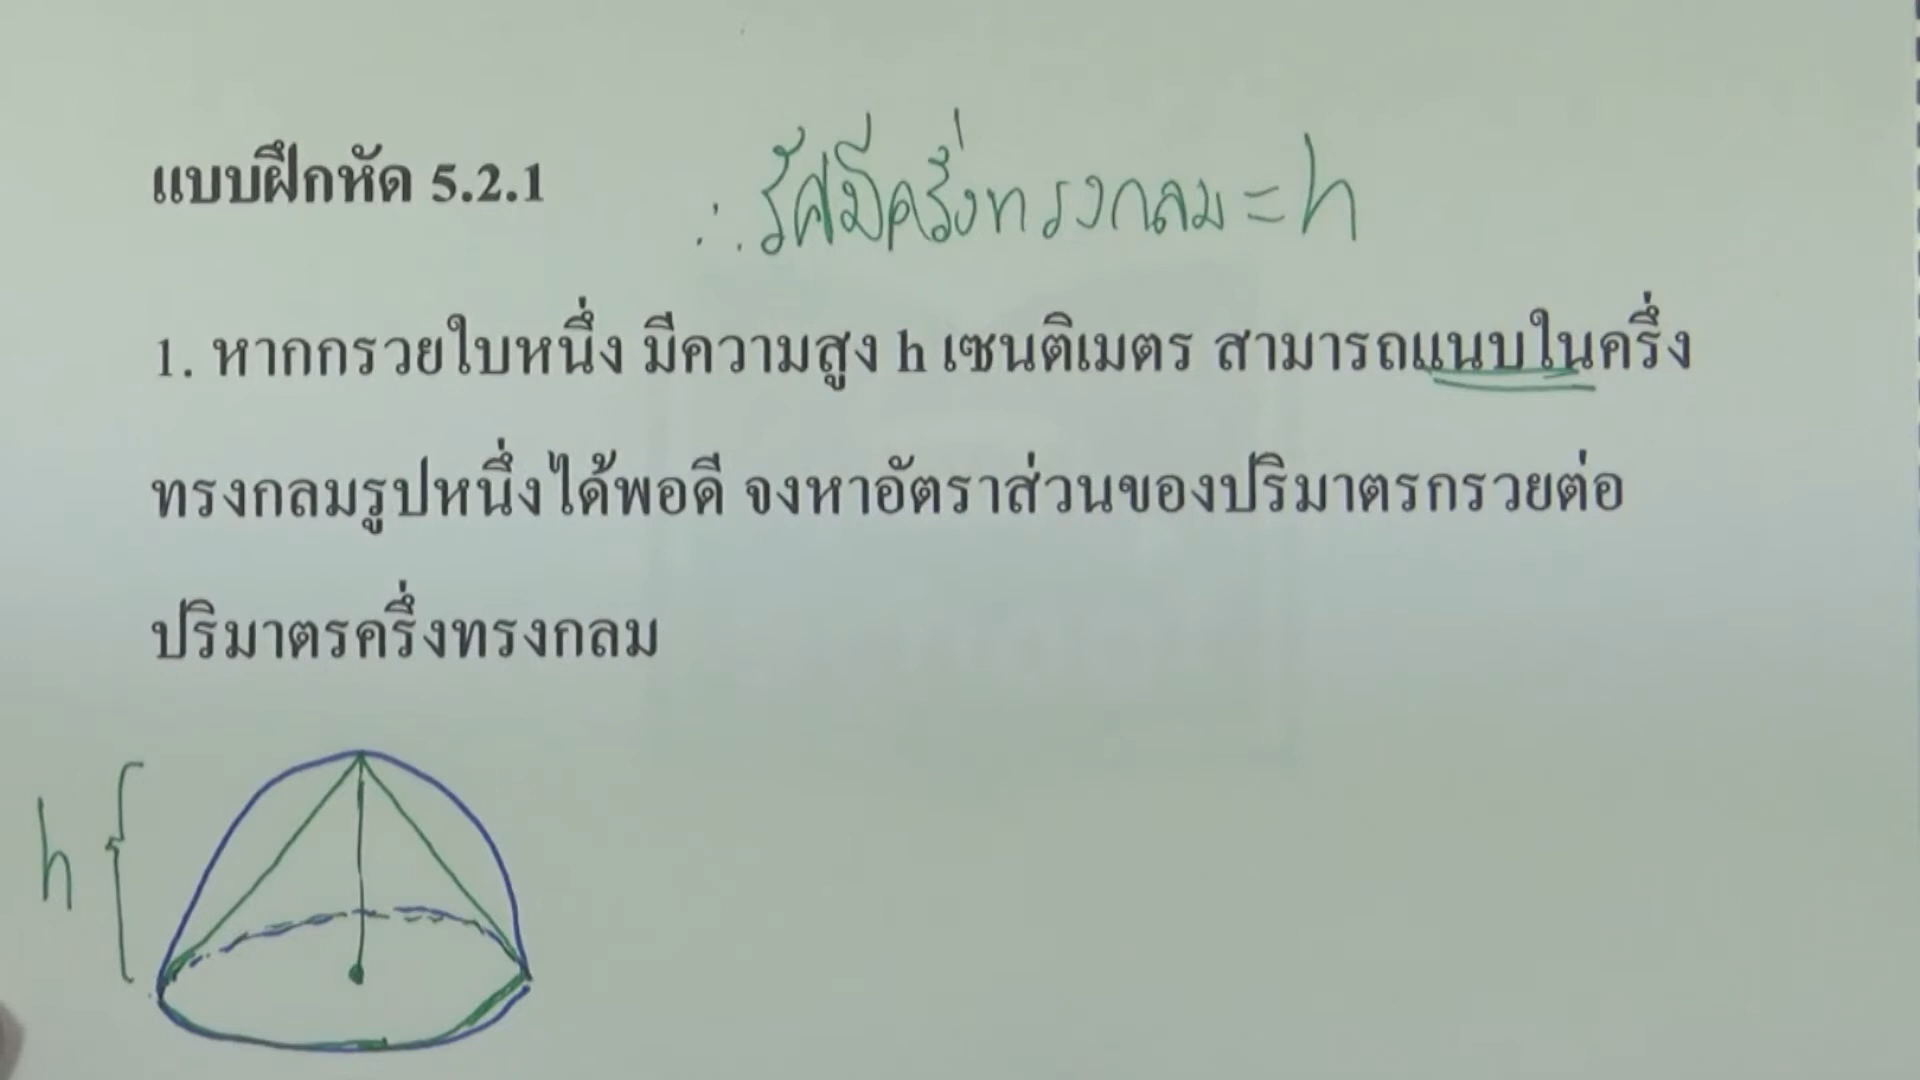 แบบฝึกหัด 5.2.1
∴ รัศมีครึ่งทรงกลม = h
1. หากกรวยใบหนึ่ง มีความสูง h เซนติเมตร สามารถแนบในครึ่ง
ทรงกลมรูปหนึ่งได้พอดี จงหาอัตราส่วนของปริมาตรกรวยต่อ
ปริมาตรครึ่งทรงกลม
h